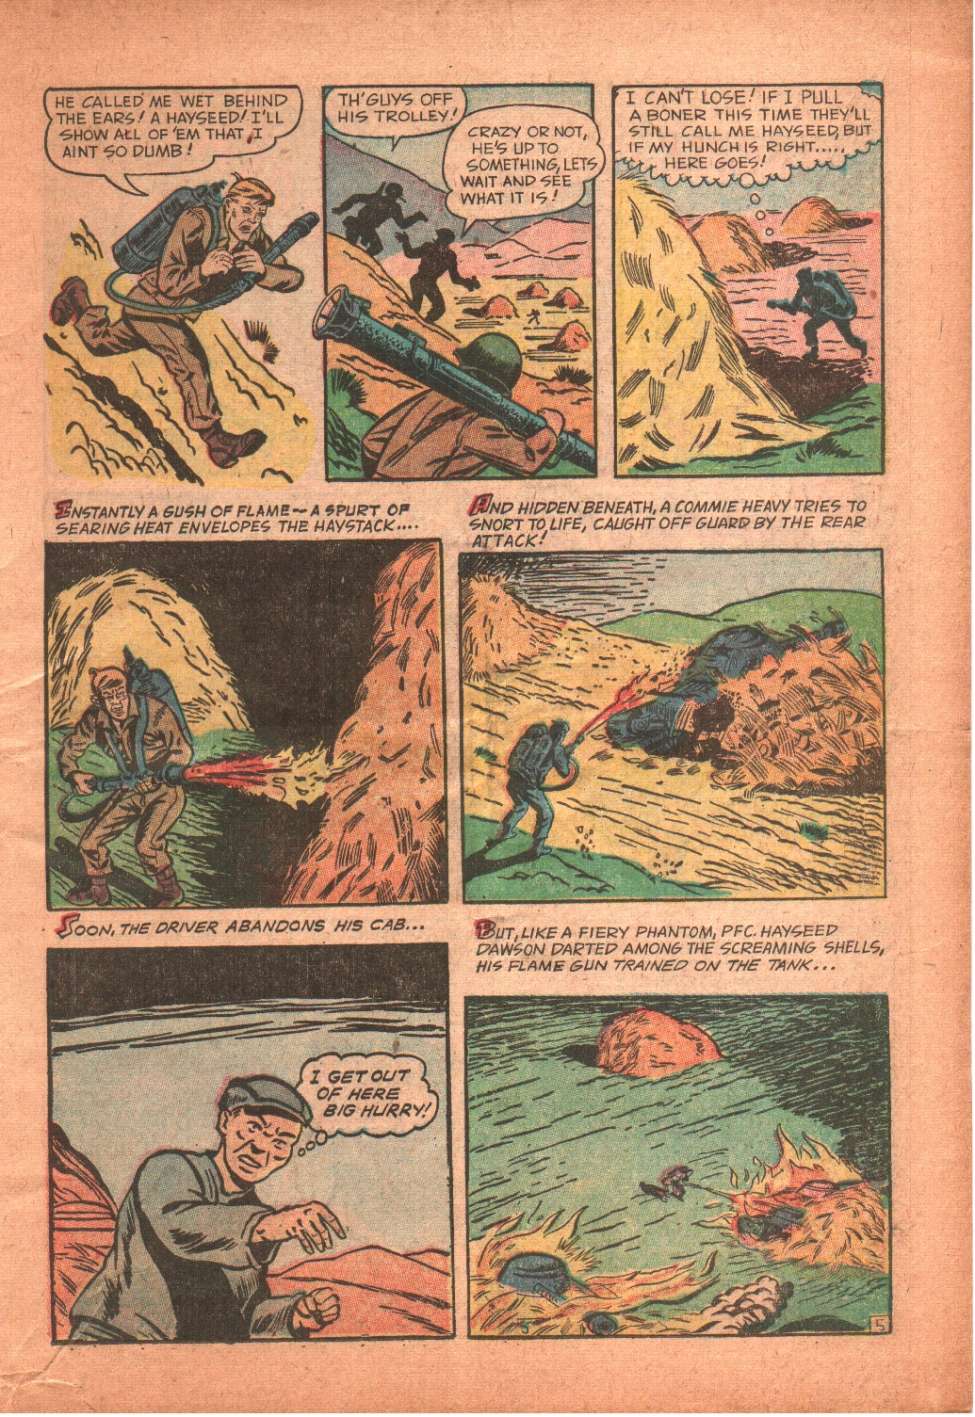 HE CALLED ME WET BEHIND
THE EARS! A HAYSEED! I'LL
SHOW ALL OF 'EM THAT I
AINT SO DUMB!
TH' GUYS OFF
HIS TROLLEY!
CRAZY OR NOT,
HE'S UP TO
SOMETHING, LETS
WAIT AND SEE
WHAT IT IS!
I CAN'T LOSE! IF I PULL
A BONER THIS TIME THEY'LL
STILL CALL ME HAYSEED, BUT
IF MY HUNCH IS RIGHT.....
HERE GOES!
INSTANTLY A GUSH OF FLAME -- A SPURT OF
SEARING HEAT ENVELOPES THE HAYSTACK....
AND HIDDEN BENEATH, A COMMIE HEAVY TRIES TO
SNORT TO LIFE, CAUGHT OFF GUARD BY THE REAR
ATTACK!
SOON, THE DRIVER ABANDONS HIS CAB...
I GET OUT
OF HERE
BIG HURRY!
BUT, LIKE A FIERY PHANTOM, PFC. HAYSEED
DAWSON DARTED AMONG THE SCREAMING SHELLS,
HIS FLAME GUN TRAINED ON THE TANK...
5